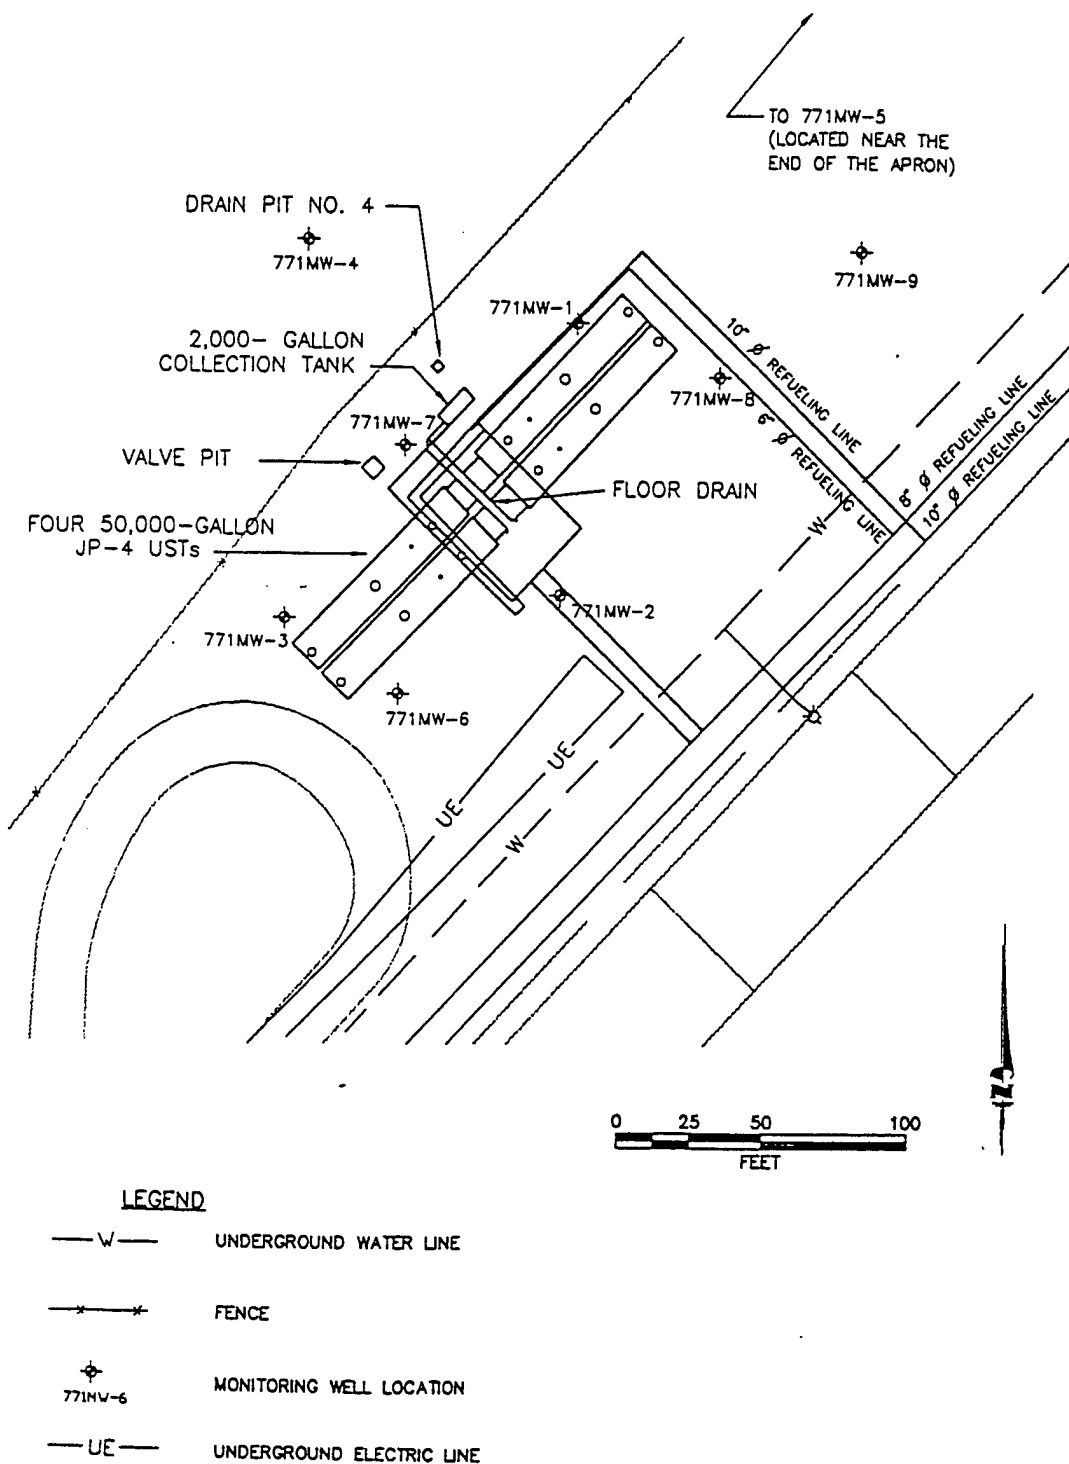 TO 771MW-5
(LOCATED NEAR THE
END OF THE APRON)
DRAIN PIT NO. 4
771MW-4
771MW-9
771MW-1
2,000- GALLON
COLLECTION TANK
10" Ø REFUELING LINE
771MW-8
771MW-7
6" Ø REFUELING LINE
8" Ø REFUELING LINE
10" Ø REFUELING LINE
VALVE PIT
FLOOR DRAIN
W
FOUR 50,000-GALLON
JP-4 USTs
771MW-2
771MW-3
771MW-6
UE
UE
W
N
0 25 50 100
FEET
LEGEND
W UNDERGROUND WATER LINE
FENCE
771MW-6 MONITORING WELL LOCATION
UE UNDERGROUND ELECTRIC LINE